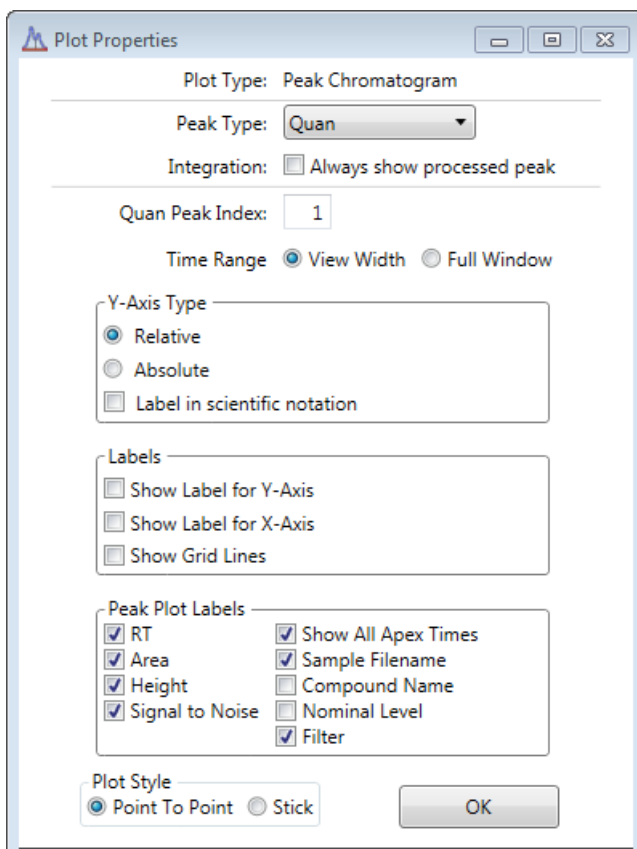 Plot Properties
Plot Type: Peak Chromatogram
Peak Type: Quan
Integration: Always show processed peak
Quan Peak Index: 1
Time Range View Width Full Window
Y-Axis Type
Relative
Absolute
Label in scientific notation
Labels
Show Label for Y-Axis
Show Label for X-Axis
Show Grid Lines
Peak Plot Labels
RT Show All Apex Times
Area Sample Filename
Height Compound Name
Signal to Noise Nominal Level
Filter
Plot Style
Point To Point Stick OK